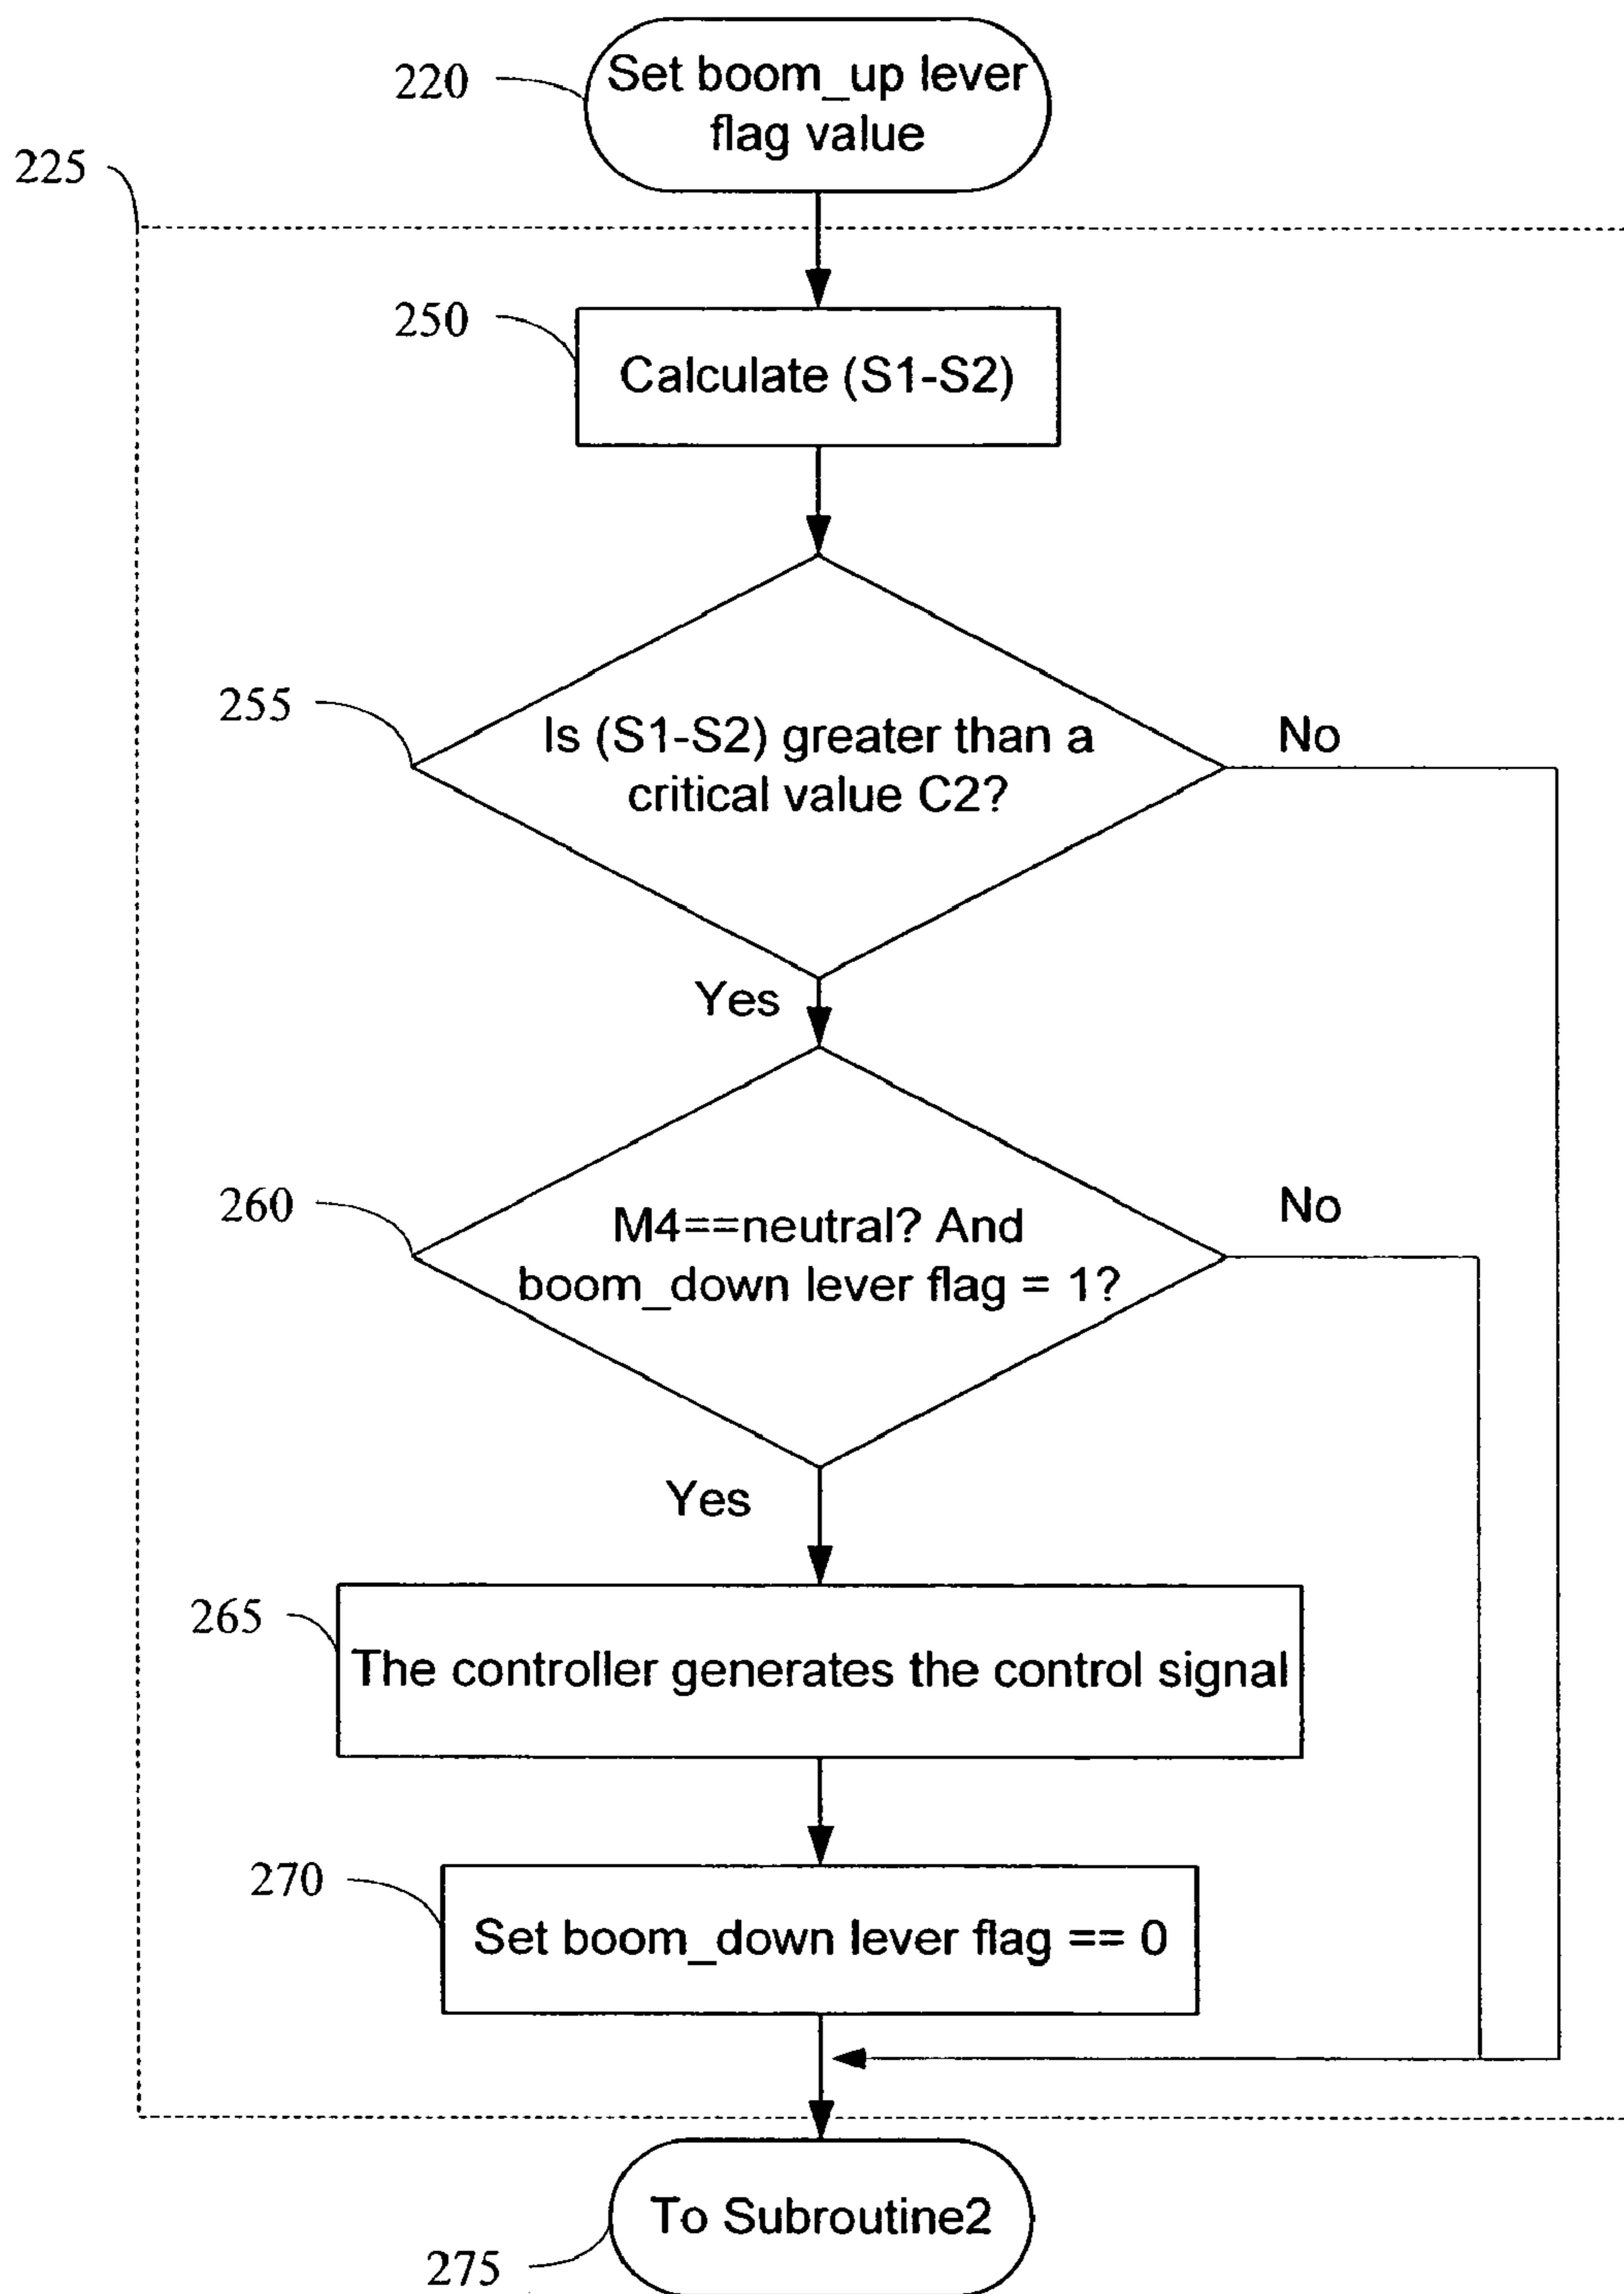 220
Set boom_up lever
flag value
225
250
Calculate (S1-S2)
255
Is (S1-S2) greater than a
critical value C2?
No
Yes
260
M4==neutral? And
boom_down lever flag = 1?
No
Yes
265
The controller generates the control signal
270
Set boom_down lever flag == 0
To Subroutine2
275